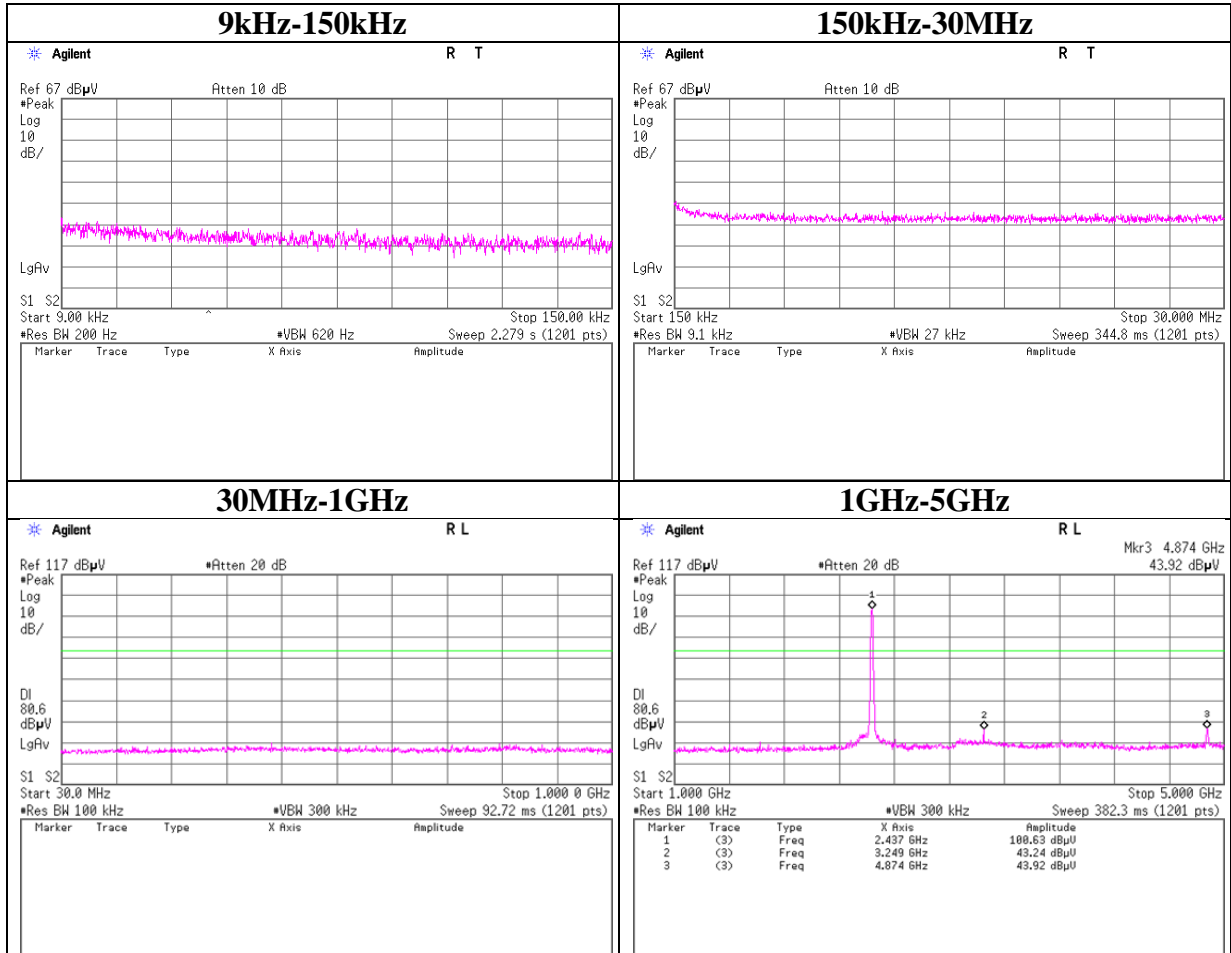 9kHz-150kHz
Agilent R T
Ref 67 dBµV Atten 10 dB
#Peak
Log
10
dB/
LgAv
S1 S2
Start 9.00 kHz ^ Stop 150.00 kHz
#Res BW 200 Hz #VBW 620 Hz Sweep 2.279 s (1201 pts)
Marker Trace Type X Axis Amplitude
150kHz-30MHz
Agilent R T
Ref 67 dBµV Atten 10 dB
#Peak
Log
10
dB/
LgAv
S1 S2
Start 150 kHz Stop 30.000 MHz
#Res BW 9.1 kHz #VBW 27 kHz Sweep 344.8 ms (1201 pts)
Marker Trace Type X Axis Amplitude
30MHz-1GHz
Agilent R L
Ref 117 dBµV #Atten 20 dB
#Peak
Log
10
dB/
DI
80.6
dBµV
LgAv
S1 S2
Start 30.0 MHz Stop 1.000 0 GHz
#Res BW 100 kHz #VBW 300 kHz Sweep 92.72 ms (1201 pts)
Marker Trace Type X Axis Amplitude
1GHz-5GHz
Agilent R L
Mkr3 4.874 GHz
Ref 117 dBµV #Atten 20 dB 43.92 dBµV
#Peak
Log
10
dB/
1
DI
80.6
dBµV
2
3
LgAv
S1 S2
Start 1.000 GHz Stop 5.000 GHz
#Res BW 100 kHz #VBW 300 kHz Sweep 382.3 ms (1201 pts)
Marker Trace Type X Axis Amplitude
1 (3) Freq 2.437 GHz 100.63 dBµV
2 (3) Freq 3.249 GHz 43.24 dBµV
3 (3) Freq 4.874 GHz 43.92 dBµV